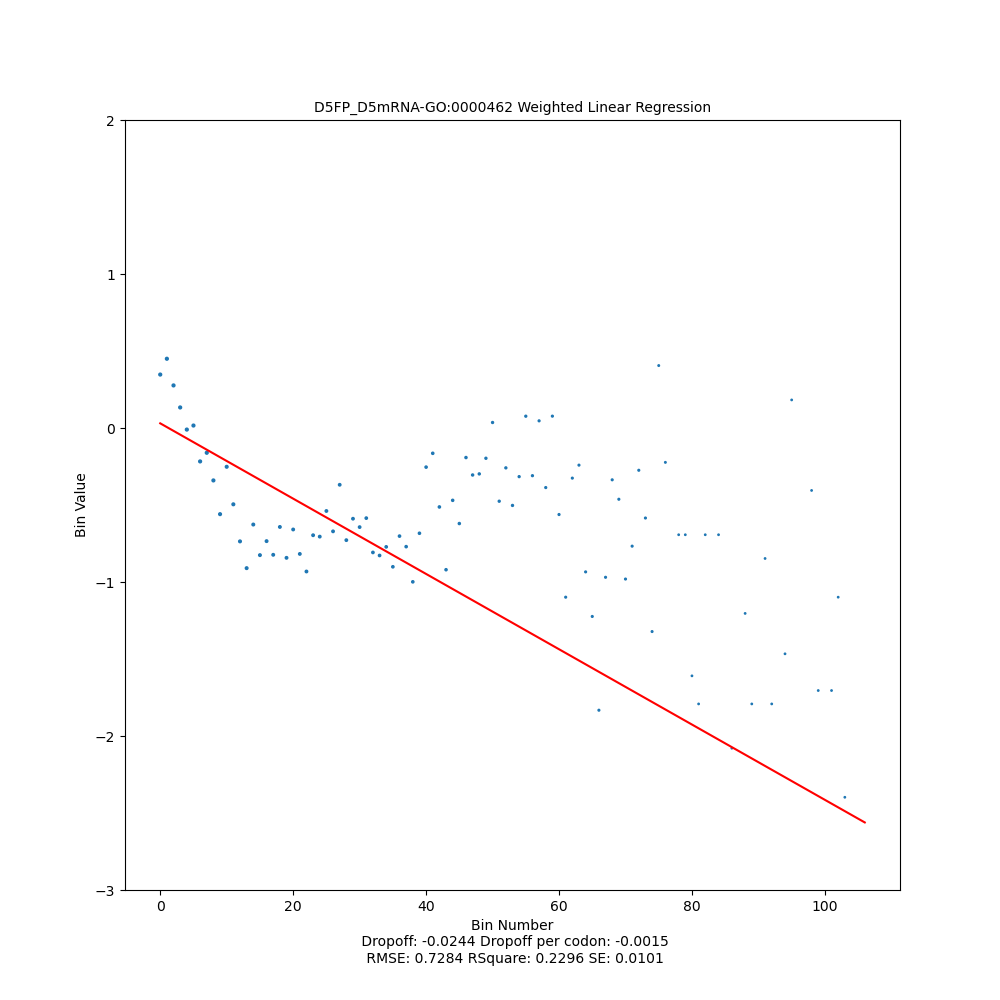 D5FP_D5mRNA-GO:0000462 Weighted Linear Regression
2
1
0
−1
−2
−3
Bin Value
0 20 40 60 80 100
Bin Number
Dropoff: -0.0244 Dropoff per codon: -0.0015
RMSE: 0.7284 RSquare: 0.2296 SE: 0.0101